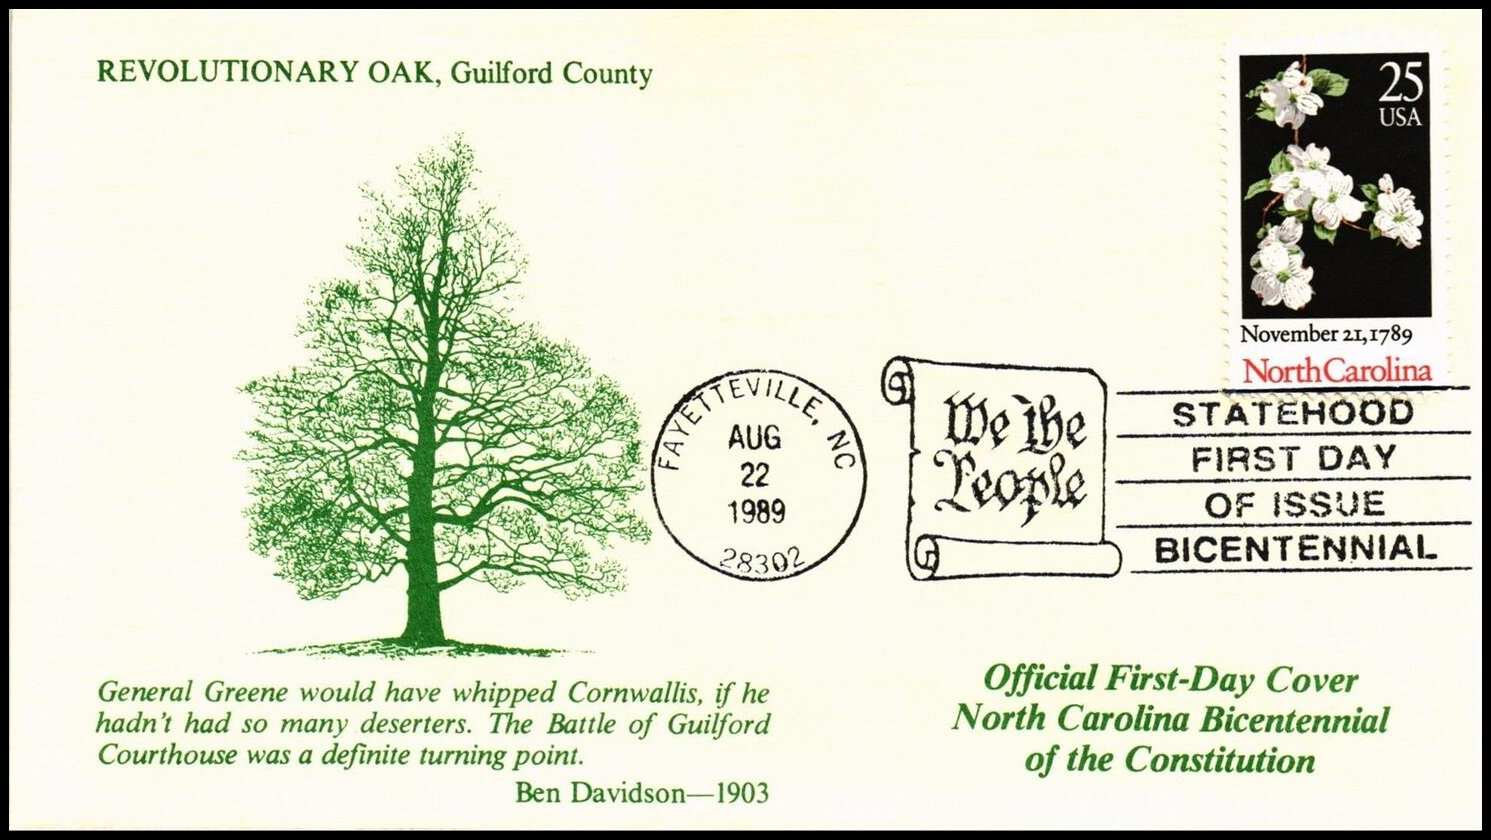 REVOLUTIONARY OAK, Guilford County
25
USA
November 21, 1789
North Carolina
FAYETTEVILLE, NC
AUG
22
1989
28302
We the
People
STATEHOOD
FIRST DAY
OF ISSUE
BICENTENNIAL
General Greene would have whipped Cornwallis, if he
hadn't had so many deserters. The Battle of Guilford
Courthouse was a definite turning point.
Ben Davidson—1903
Official First-Day Cover
North Carolina Bicentennial
of the Constitution